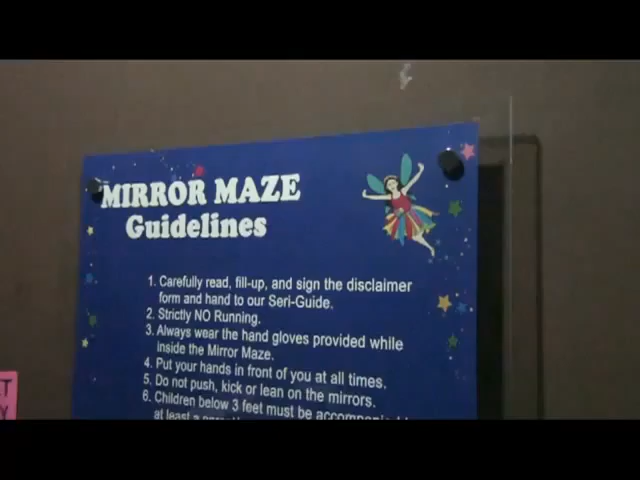 MIRROR MAZE
Guidelines
1. Carefully read, fill-up, and sign the disclaimer
form and hand to our Seri-Guide.
2. Strictly NO Running.
3. Always wear the hand gloves provided while
inside the Mirror Maze.
4. Put your hands in front of you at all times.
5. Do not push, kick or lean on the mirrors.
6. Children below 3 feet must be
at least a
T
Y